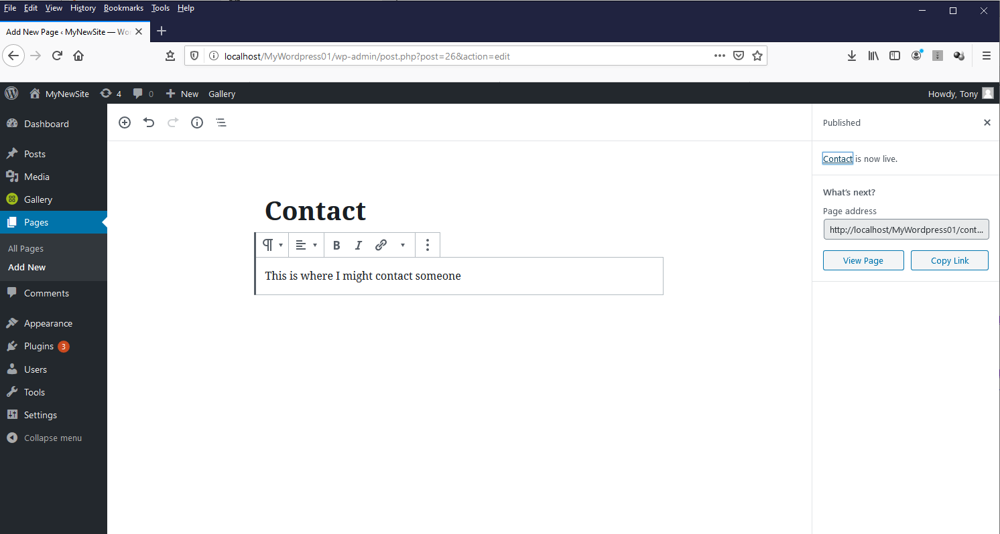 File Edit View History Bookmarks Tools Help
Add New Page ‹ MyNewSite — Wo
localhost/MyWordpress01/wp-admin/post.php?post=26&action=edit
MyNewSite 4 0 New Gallery Howdy, Tony
Dashboard
Posts
Media
Gallery
Pages
All Pages
Add New
Comments
Appearance
Plugins 3
Users
Tools
Settings
Collapse menu
Contact
B I
This is where I might contact someone
Published
Contact is now live.
What's next?
Page address
http://localhost/MyWordpress01/cont...
View Page Copy Link